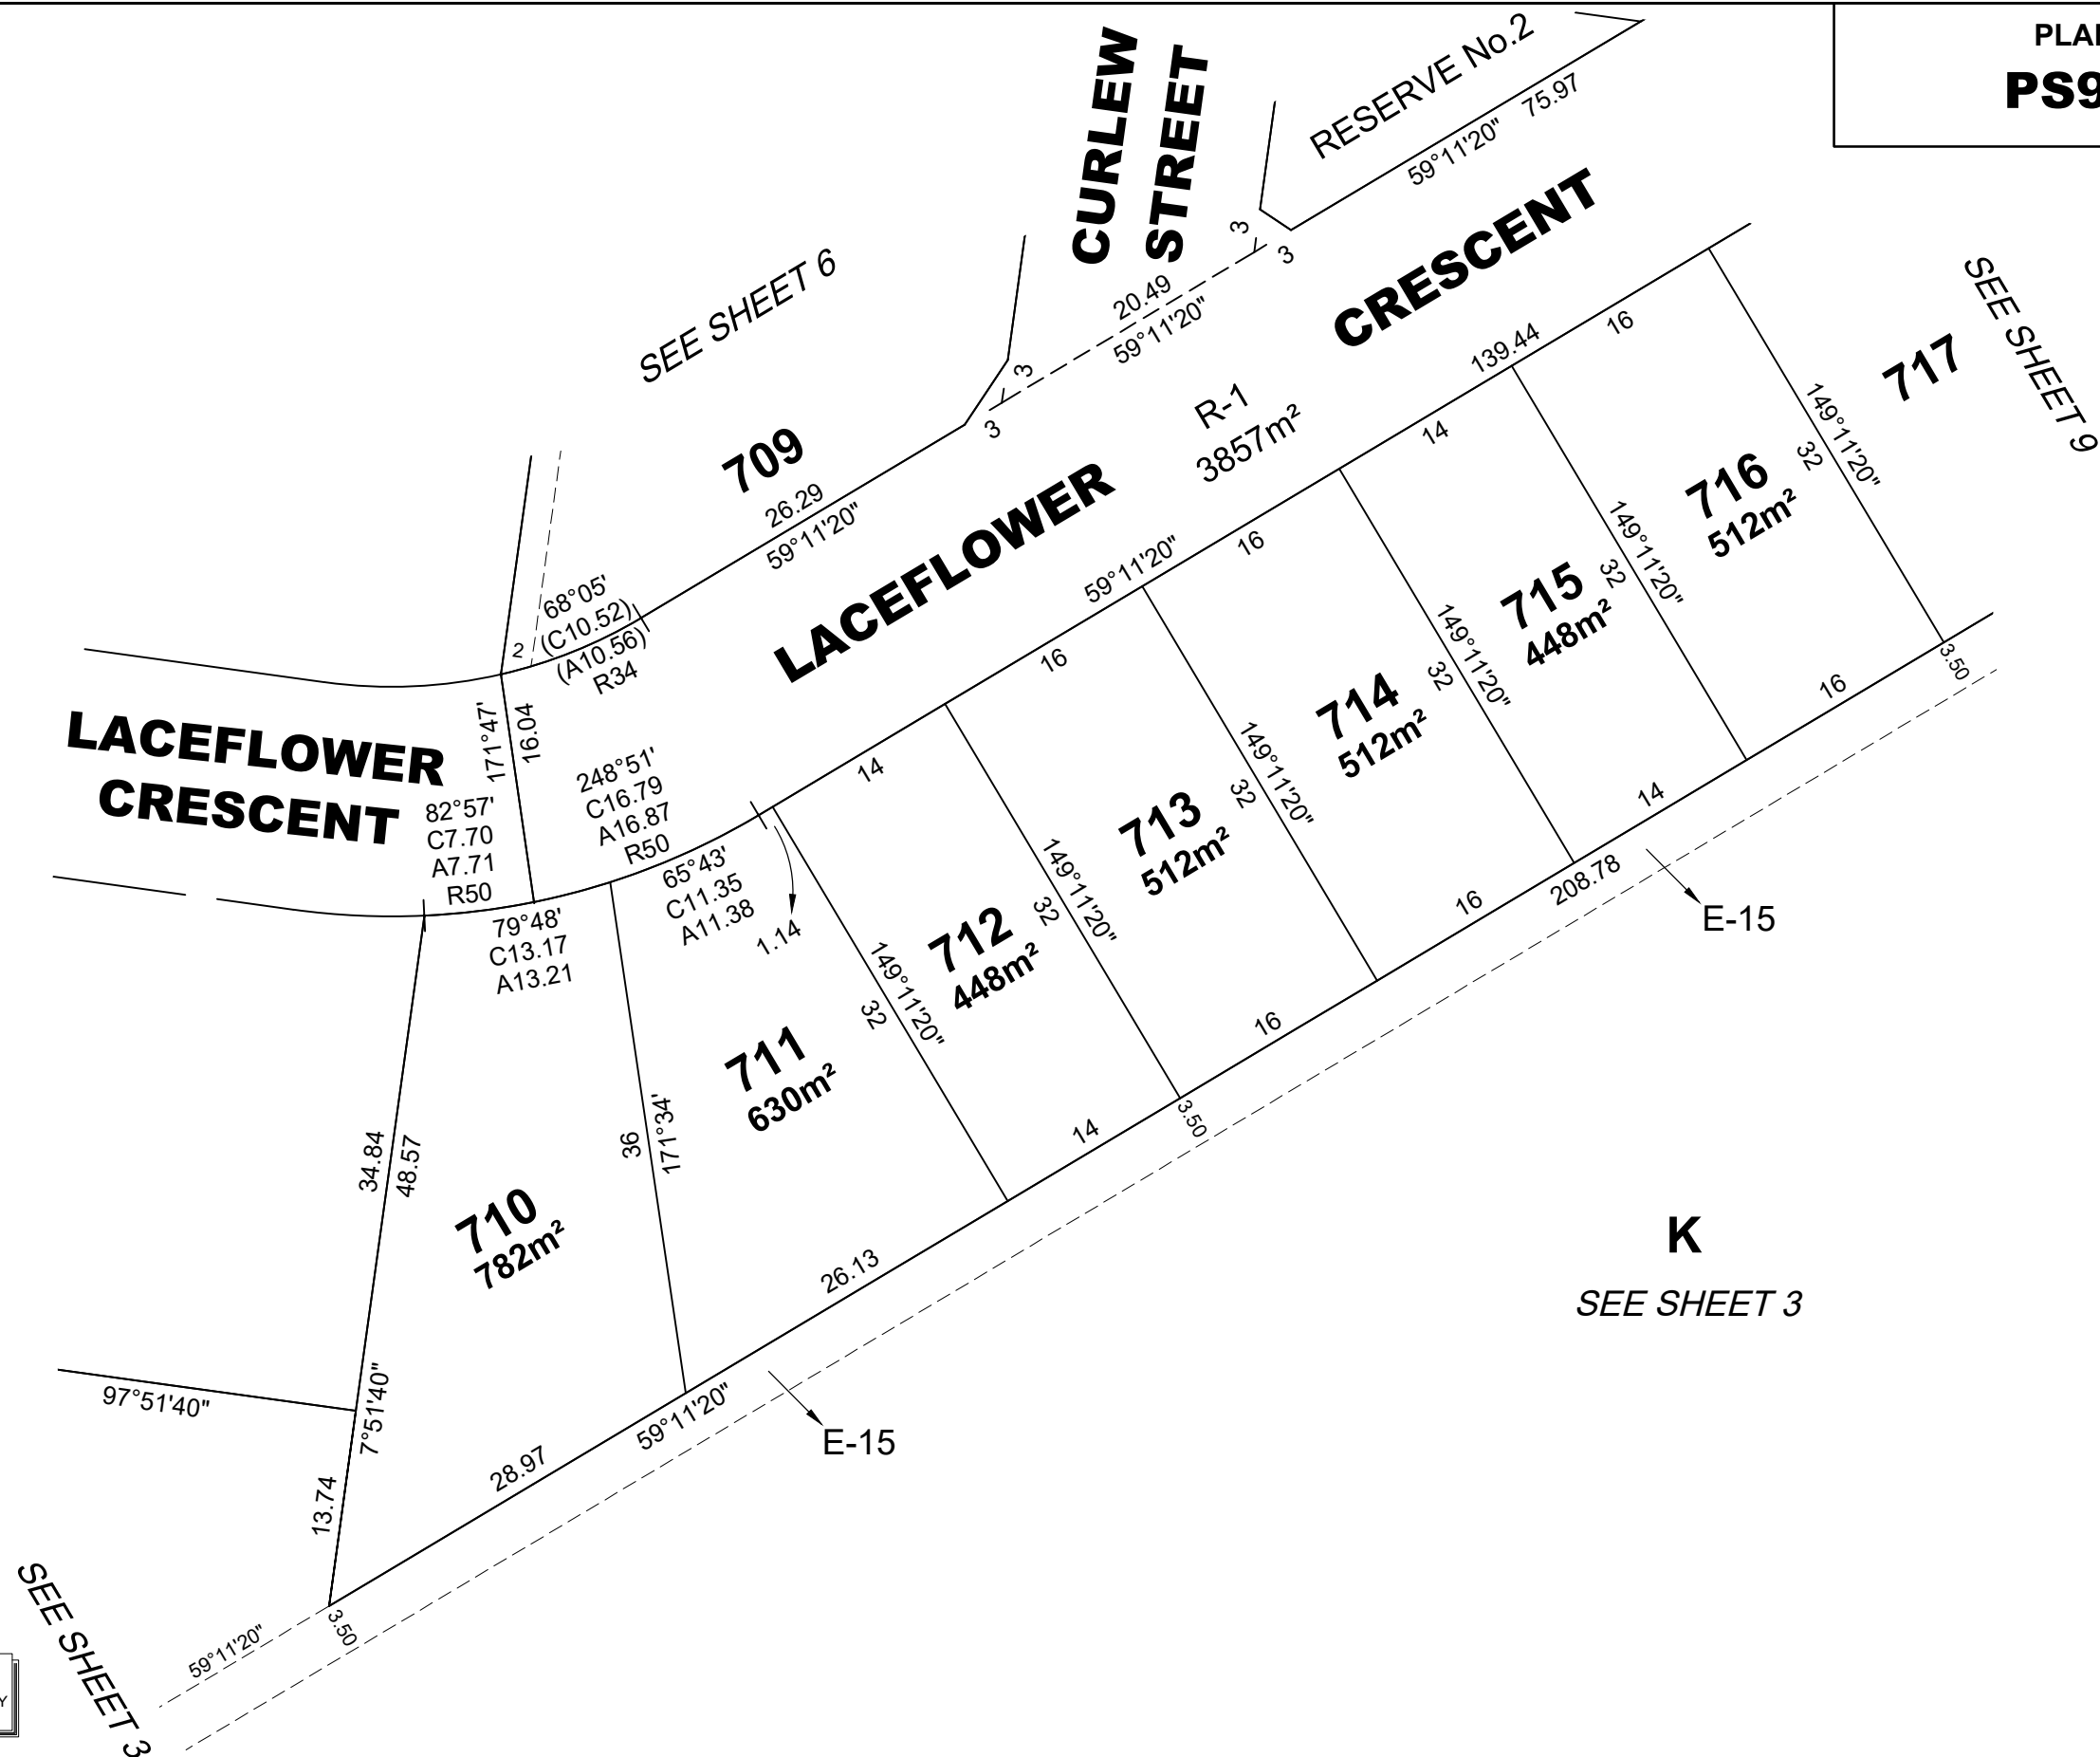 PLA
PS9
RESERVE No.2
75.97
59°11'20"
CURLEW
STREET
3
3
20.49
59°11'20"
3
3
SEE SHEET 6
CRESCENT
139.44
16
717
SEE SHEET 9
R-1
3857m²
14
149°11'20"
32
709
26.29
59°11'20"
LACEFLOWER
59°11'20"
16
716
512m²
149°11'20"
32
68°05'
(C10.52)
(A10.56)
R34
2
16
715
448m²
149°11'20"
32
3.50
16
LACEFLOWER
CRESCENT
171°47'
16.04
248°51'
C16.79
A16.87
R50
14
714
512m²
149°11'20"
32
14
82°57'
C7.70
A7.71
R50
713
512m²
149°11'20"
32
208.78
E-15
79°48'
C13.17
A13.21
65°43'
C11.35
A11.38
1.14
712
448m²
149°11'20"
32
16
16
711
630m²
36
171°34'
14
3.50
34.84
48.57
710
782m²
26.13
K
SEE SHEET 3
97°51'40"
7°51'40"
59°11'20"
E-15
28.97
13.74
SEE SHEET 3
59°11'20"
3.50
Y